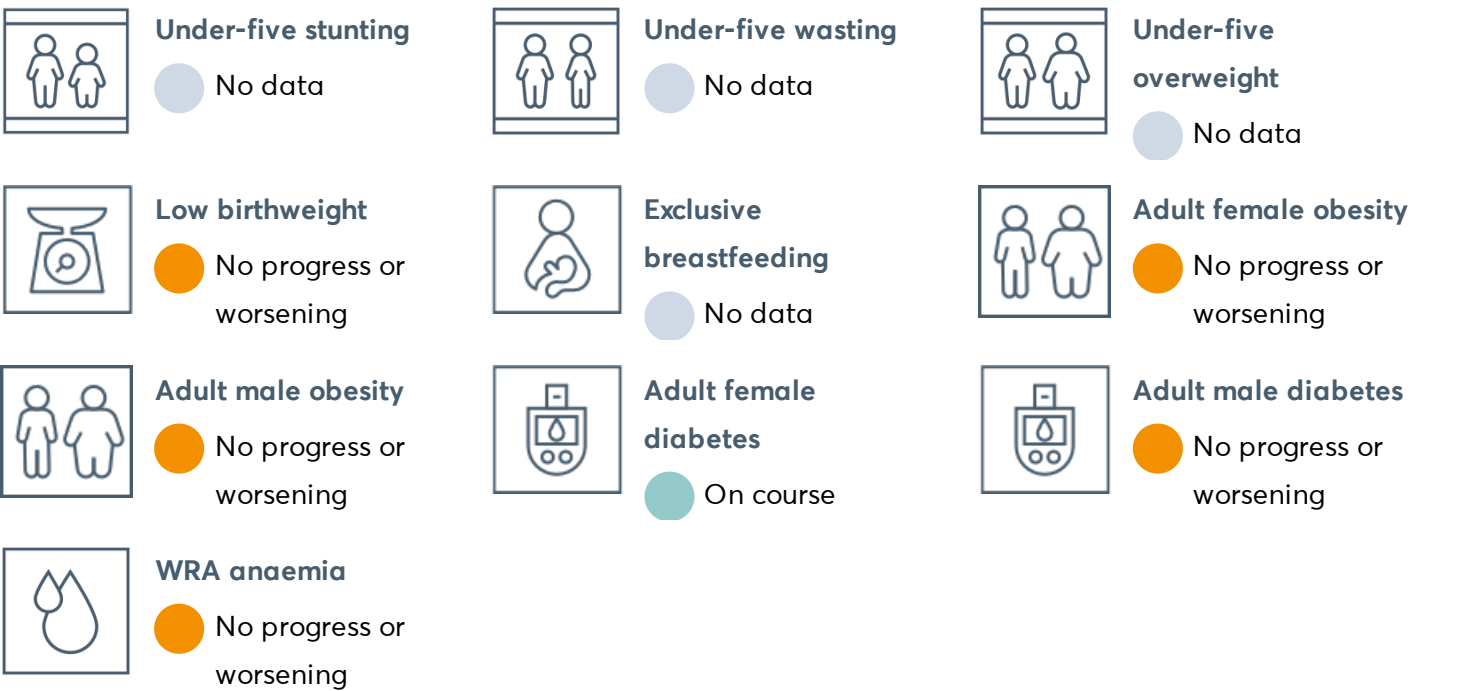 Under-five stunting
No data
Under-five wasting
No data
Under-five
overweight
No data
Low birthweight
No progress or
worsening
Exclusive
breastfeeding
No data
Adult female obesity
No progress or
worsening
Adult male obesity
No progress or
worsening
Adult female
diabetes
On course
Adult male diabetes
No progress or
worsening
WRA anaemia
No progress or
worsening